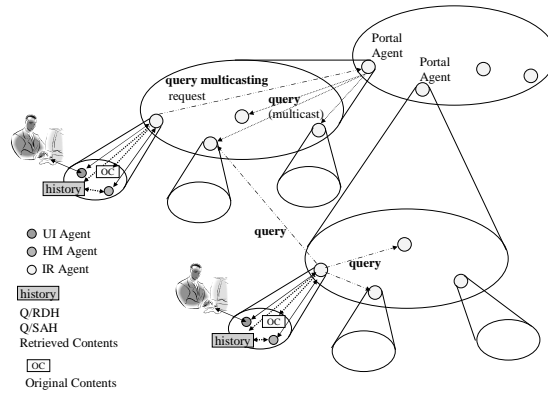 Portal
Agent
Portal
Agent
query multicasting
request
query
(multicast)
OC
history
UI Agent
HM Agent
IR Agent
history
Q/RDH
Q/SAH
Retrieved Contents
OC
Original Contents
query
query
OC
history